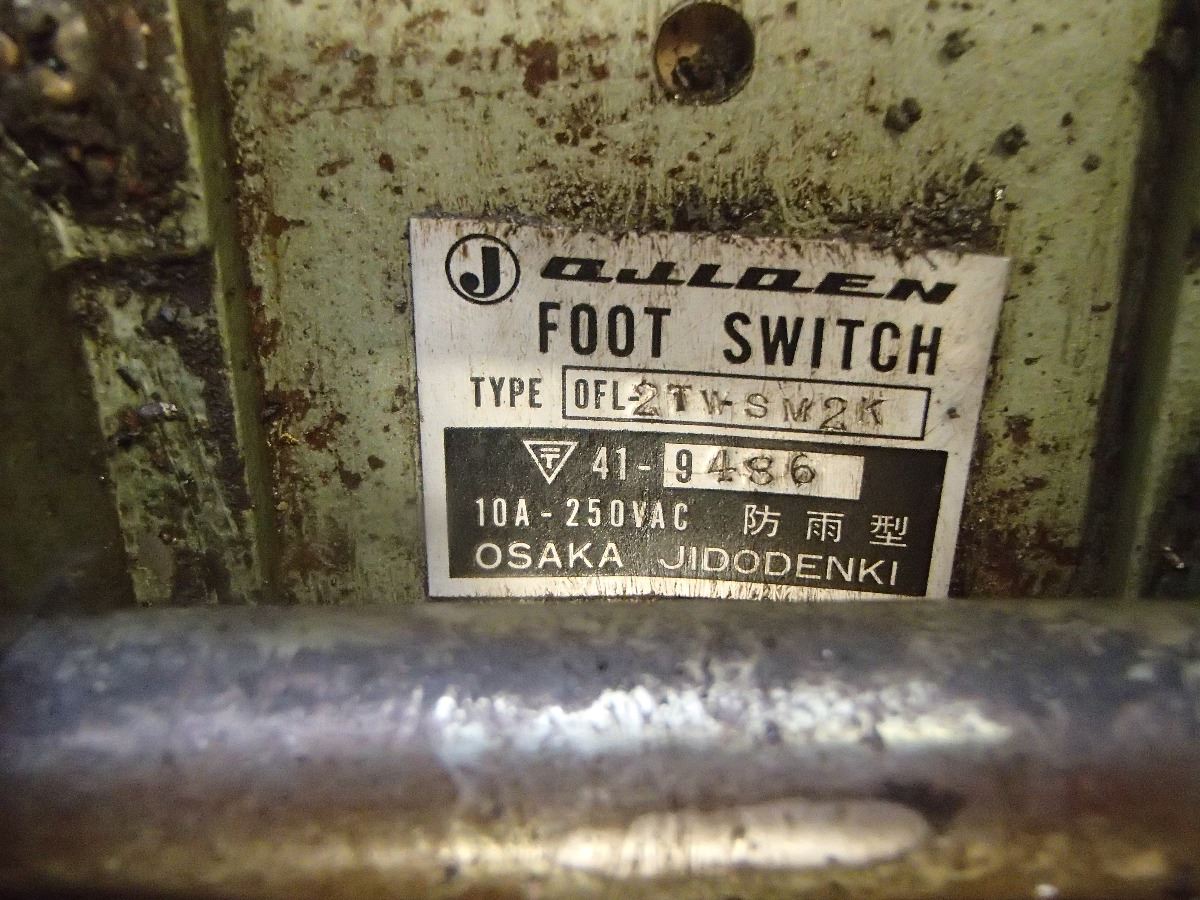 J OJIDEN
FOOT SWITCH
TYPE OFL-2TW-SM2K
〒 41-9486
10A-250VAC 防雨型
OSAKA JIDODENKI